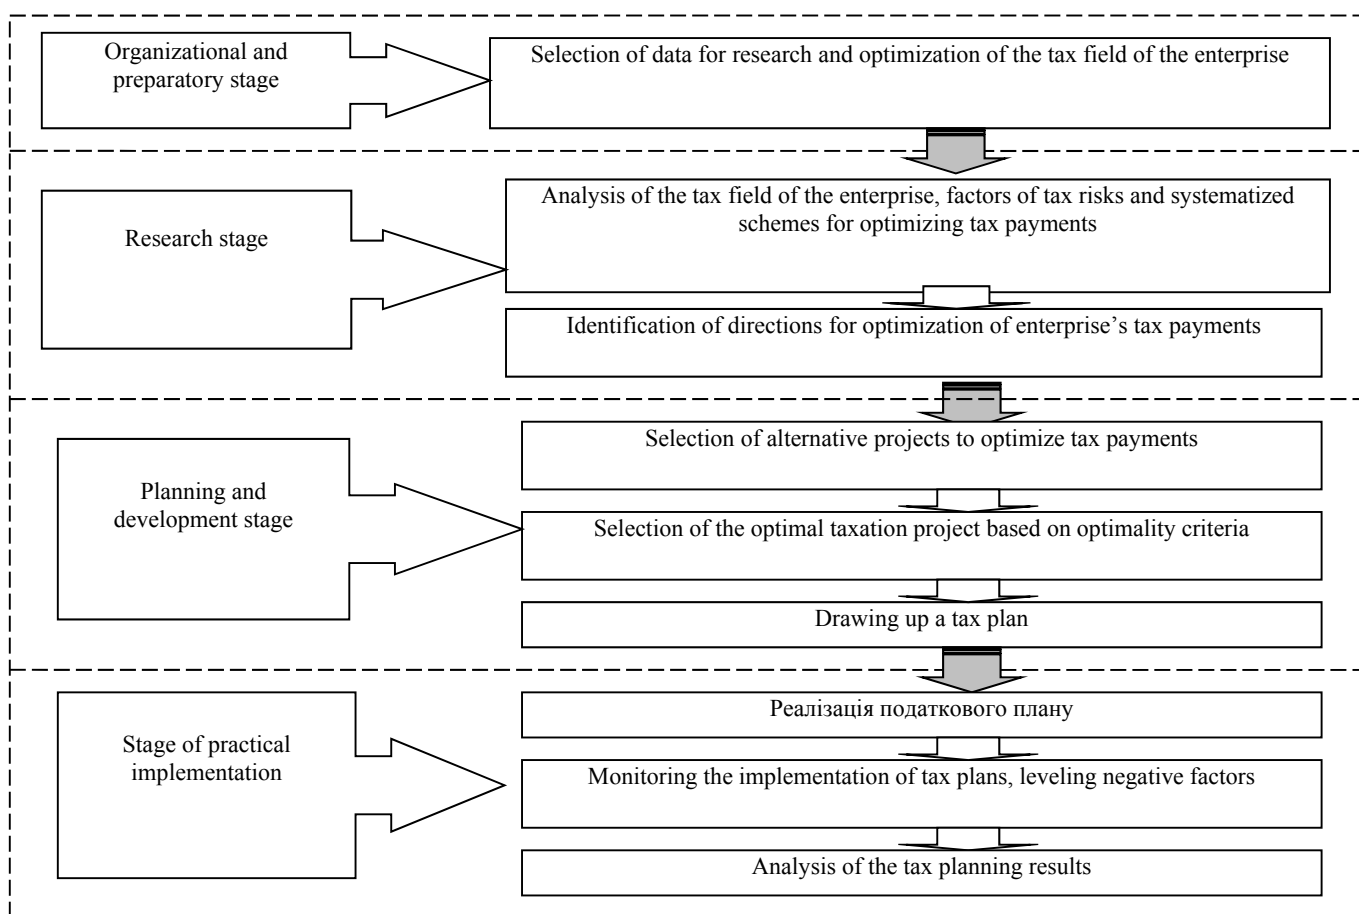 Organizational and
preparatory stage
Selection of data for research and optimization of the tax field of the enterprise
Research stage
Analysis of the tax field of the enterprise, factors of tax risks and systematized
schemes for optimizing tax payments
Identification of directions for optimization of enterprise’s tax payments
Planning and
development stage
Selection of alternative projects to optimize tax payments
Selection of the optimal taxation project based on optimality criteria
Drawing up a tax plan
Stage of practical
implementation
Реалізація податкового плану
Monitoring the implementation of tax plans, leveling negative factors
Analysis of the tax planning results